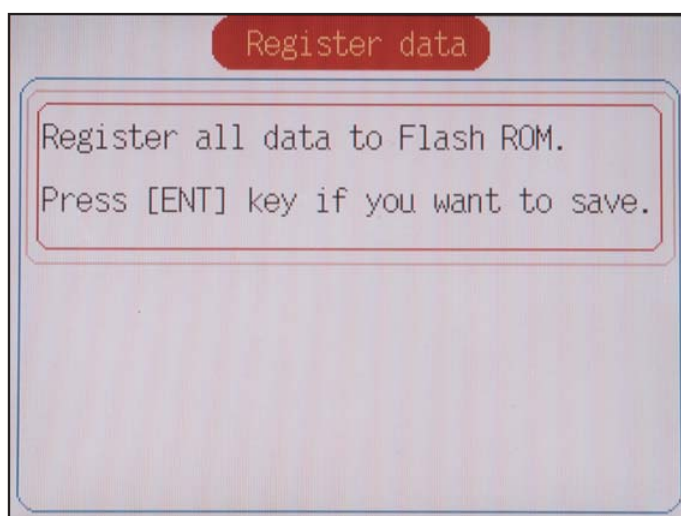 Register data
Register all data to Flash ROM.
Press [ENT] key if you want to save.